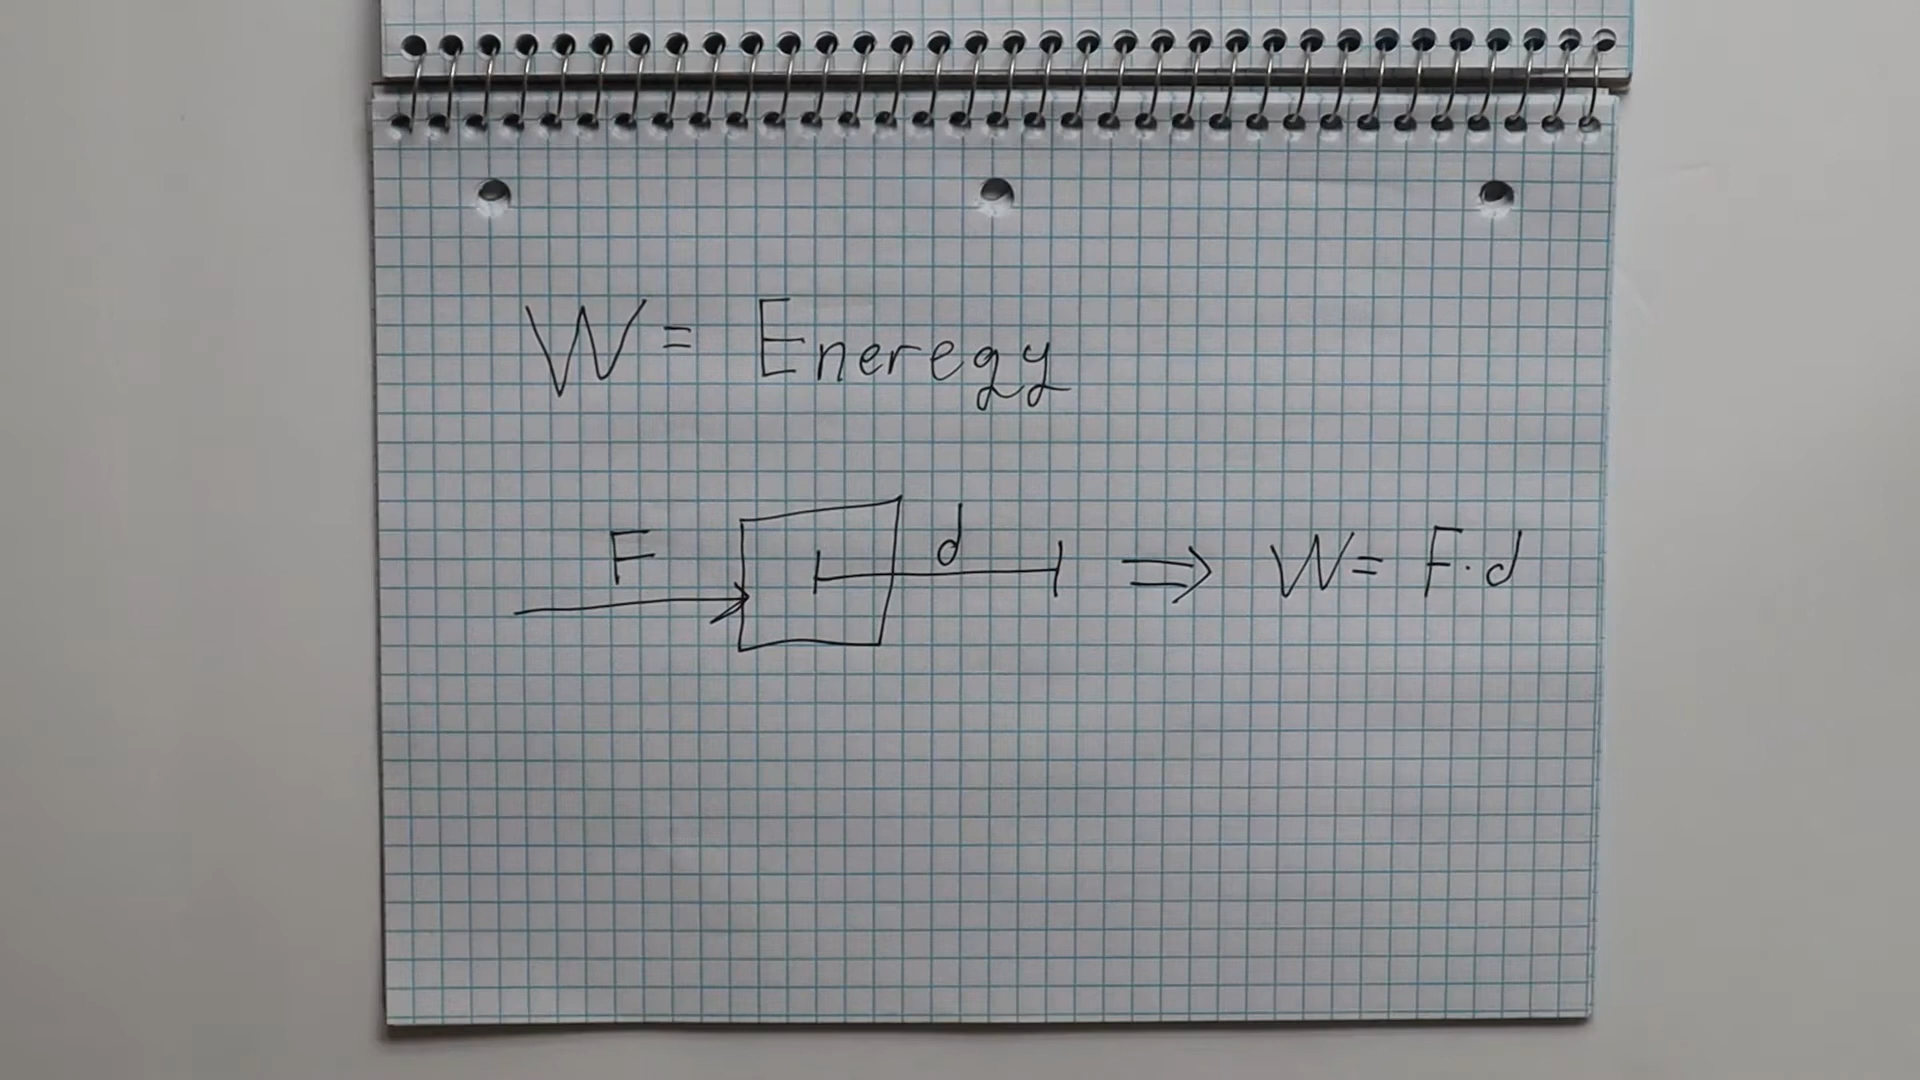 W = Eneregy
F d ⇒ W = F·d